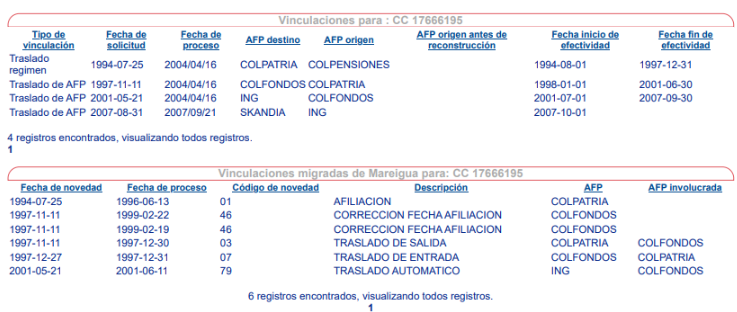 Vinculaciones para : CC 17666195
Tipo de vinculación Fecha de solicitud Fecha de proceso AFP destino AFP origen AFP origen antes de reconstrucción Fecha inicio de efectividad Fecha fin de efectividad
Traslado regimen 1994-07-25 2004/04/16 COLPATRIA COLPENSIONES 1994-08-01 1997-12-31
Traslado de AFP 1997-11-11 2004/04/16 COLFONDOS COLPATRIA 1998-01-01 2001-06-30
Traslado de AFP 2001-05-21 2004/04/16 ING COLFONDOS 2001-07-01 2007-09-30
Traslado de AFP 2007-08-31 2007/09/21 SKANDIA ING 2007-10-01
4 registros encontrados, visualizando todos registros.
1
Vinculaciones migradas de Mareigua para: CC 17666195
Fecha de novedad Fecha de proceso Código de novedad Descripción AFP AFP involucrada
1994-07-25 1996-06-13 01 AFILIACION COLPATRIA
1997-11-11 1999-02-22 46 CORRECCION FECHA AFILIACION COLFONDOS
1997-11-11 1999-02-19 46 CORRECCION FECHA AFILIACION COLFONDOS
1997-11-11 1997-12-30 03 TRASLADO DE SALIDA COLPATRIA COLFONDOS
1997-12-27 1997-12-31 07 TRASLADO DE ENTRADA COLFONDOS COLPATRIA
2001-05-21 2001-06-11 79 TRASLADO AUTOMATICO ING COLFONDOS
6 registros encontrados, visualizando todos registros.
1